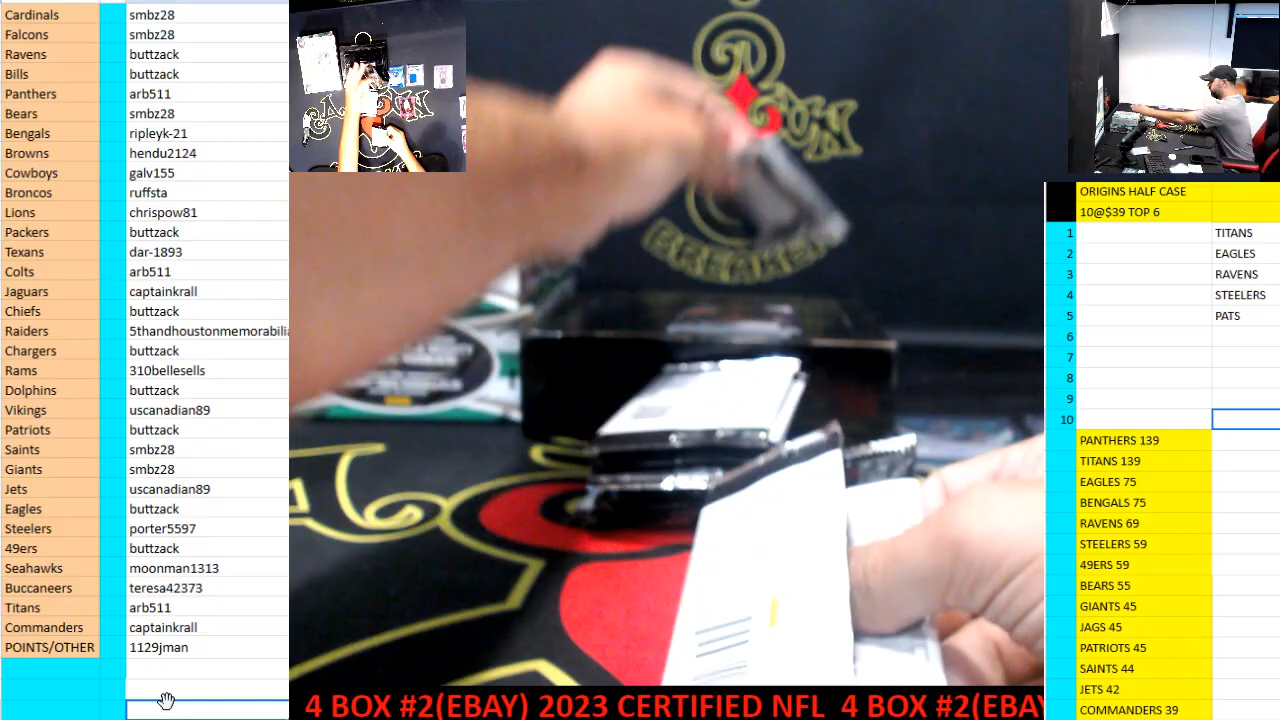 Cardinals smbz28
Falcons smbz28
Ravens buttzack
Bills buttzack
Panthers arb511
Bears smbz28
Bengals ripleyk-21
Browns hendu2124
Cowboys galv155
Broncos ruffsta
Lions chrispow81
Packers buttzack
Texans dar-1893
Colts arb511
Jaguars captainkrall
Chiefs buttzack
Raiders 5thandhoustonmemorabilia
Chargers buttzack
Rams 310bellesells
Dolphins buttzack
Vikings uscanadian89
Patriots buttzack
Saints smbz28
Giants smbz28
Jets uscanadian89
Eagles buttzack
Steelers porter5597
49ers buttzack
Seahawks moonman1313
Buccaneers teresa42373
Titans arb511
Commanders captainkrall
POINTS/OTHER 1129jman
BREAKER
ORIGINS HALF CASE
10@$39 TOP 6
1 TITANS
2 EAGLES
3 RAVENS
4 STEELERS
5 PATS
6
7
8
9
10
PANTHERS 139
TITANS 139
EAGLES 75
BENGALS 75
RAVENS 69
STEELERS 59
49ERS 59
BEARS 55
GIANTS 45
JAGS 45
PATRIOTS 45
SAINTS 44
JETS 42
COMMANDERS 39
4 BOX #2(EBAY) 2023 CERTIFIED NFL 4 BOX #2(EBAY